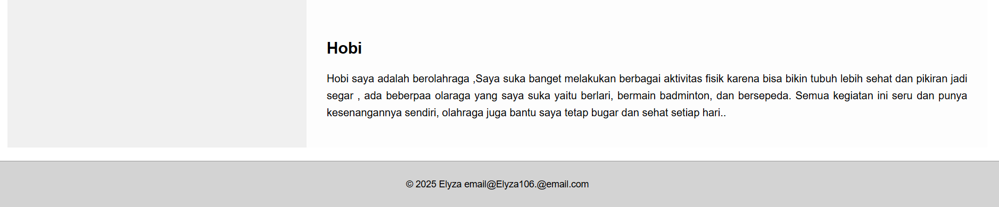 Hobi
Hobi saya adalah berolahraga ,Saya suka banget melakukan berbagai aktivitas fisik karena bisa bikin tubuh lebih sehat dan pikiran jadi
segar , ada beberpaa olaraga yang saya suka yaitu berlari, bermain badminton, dan bersepeda. Semua kegiatan ini seru dan punya
kesenangannya sendiri, olahraga juga bantu saya tetap bugar dan sehat setiap hari..
© 2025 Elyza email@Elyza106.@email.com